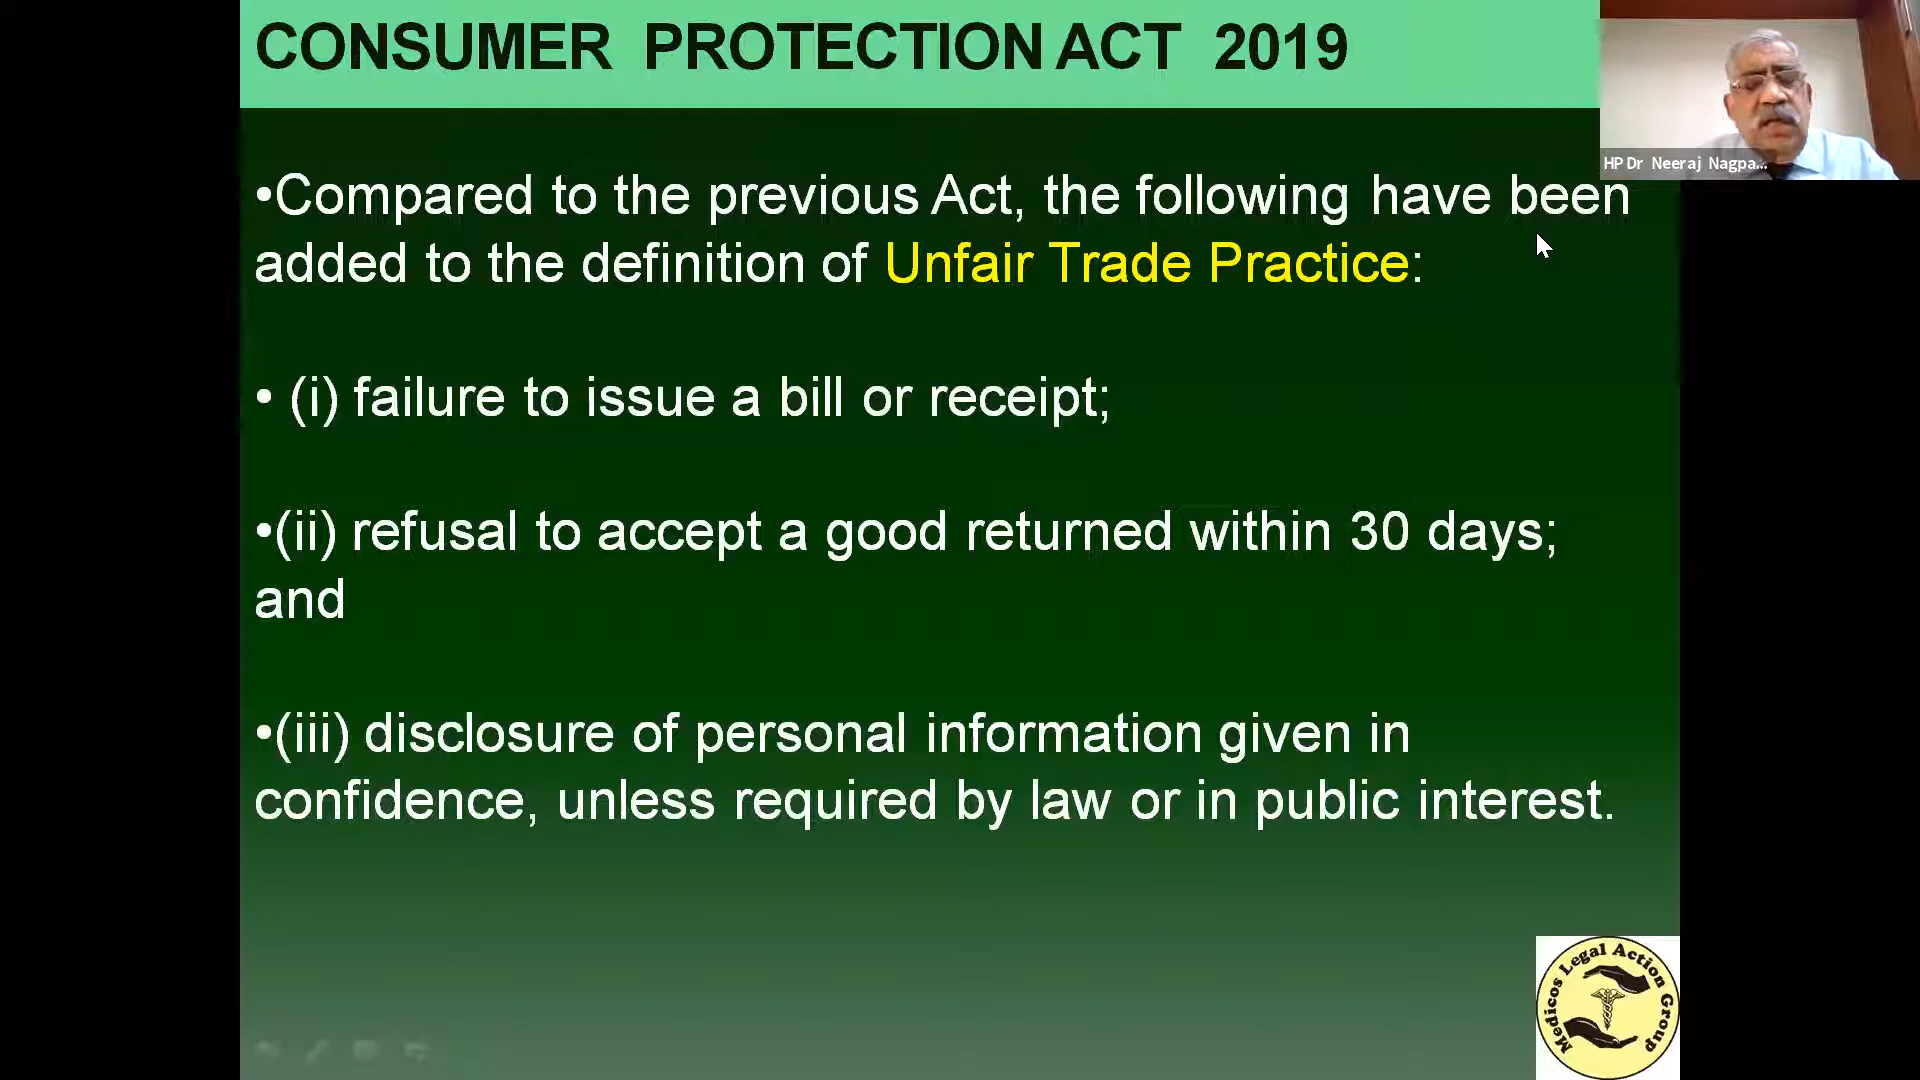 CONSUMER PROTECTION ACT 2019
HP Dr Neeraj Nagpa...
•Compared to the previous Act, the following have been
added to the definition of Unfair Trade Practice:
• (i) failure to issue a bill or receipt;
•(ii) refusal to accept a good returned within 30 days;
and
•(iii) disclosure of personal information given in
confidence, unless required by law or in public interest.
Medicos Legal Action Group